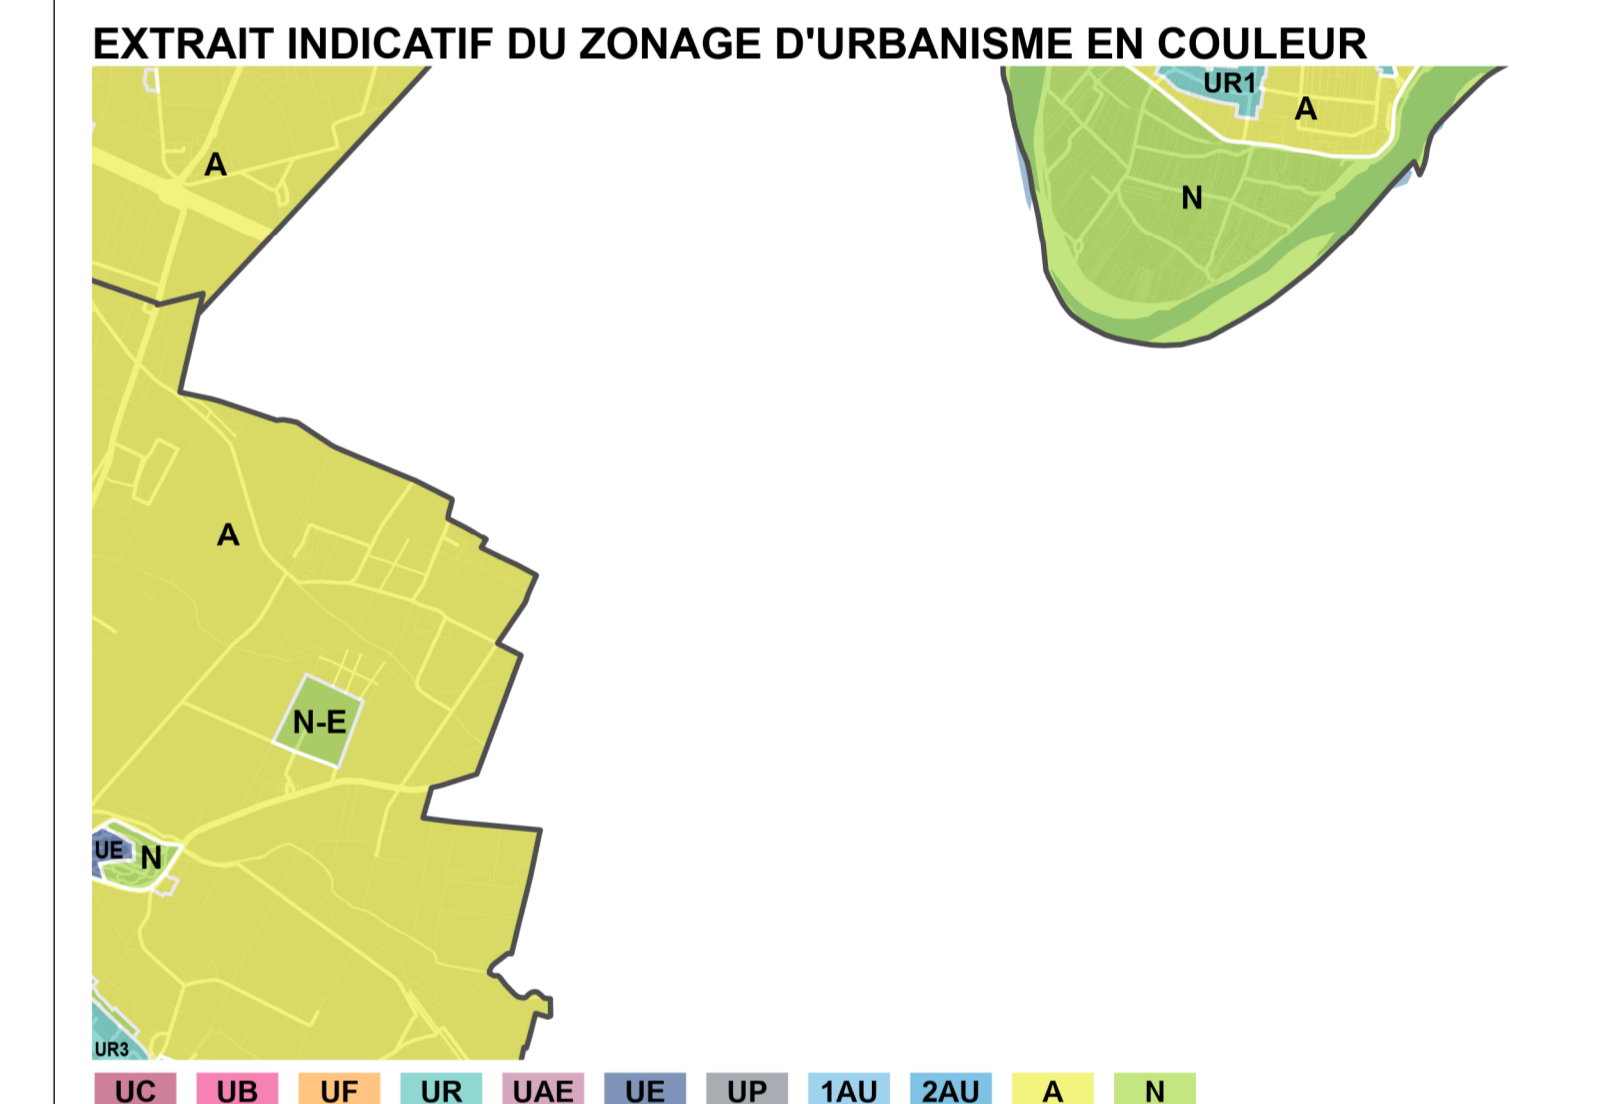 EXTRAIT INDICATIF DU ZONAGE D'URBANISME EN COULEUR
UR1
A
A
N
A
N-E
UE
N
UR3
UC UB UF UR UAE UE UP 1AU 2AU A N